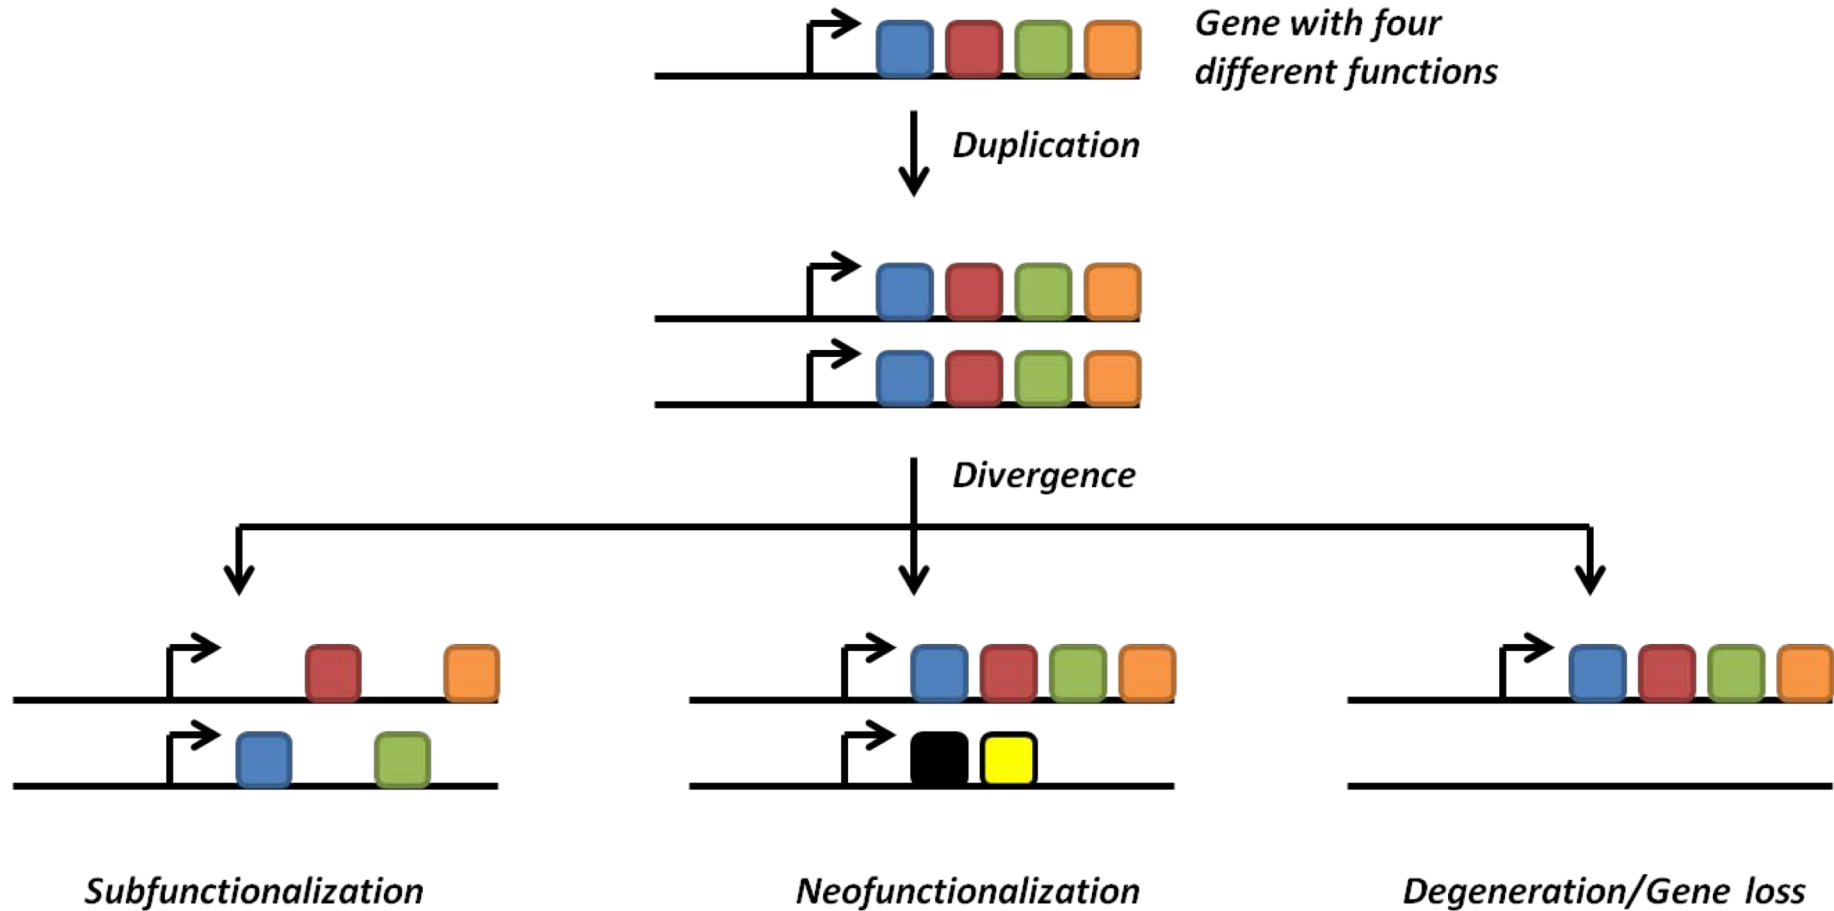 Gene with four
different functions
Duplication
Divergence
Subfunctionalization
Neofunctionalization
Degeneration/Gene loss